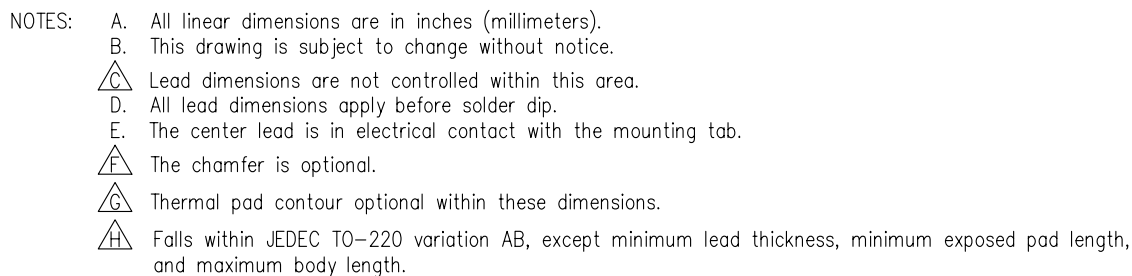 NOTES: A. All linear dimensions are in inches (millimeters).
B. This drawing is subject to change without notice.
C Lead dimensions are not controlled within this area.
D. All lead dimensions apply before solder dip.
E. The center lead is in electrical contact with the mounting tab.
F The chamfer is optional.
G Thermal pad contour optional within these dimensions.
H Falls within JEDEC TO-220 variation AB, except minimum lead thickness, minimum exposed pad length,
and maximum body length.